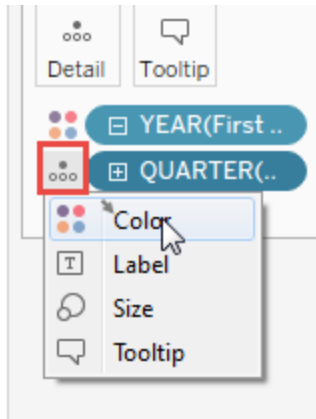 Detail Tooltip
YEAR(First ..
QUARTER(..
Color
T Label
Size
Tooltip